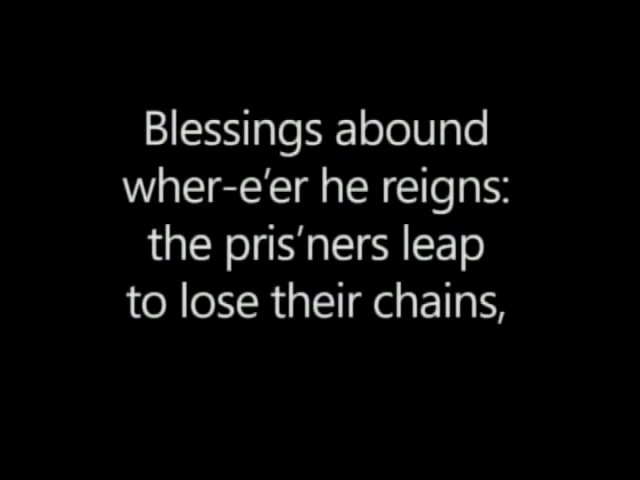 Blessings abound
wher-e’er he reigns:
the pris’ners leap
to lose their chains,